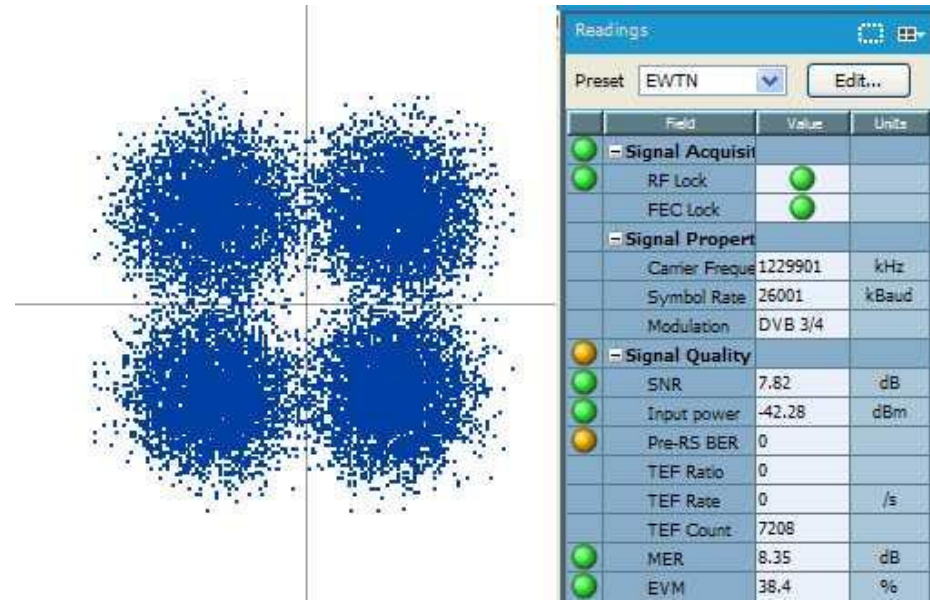 Readings
Preset EWTN Edit...
Field Value Units
Signal Acquisit
RF Lock
FEC Lock
Signal Propert
Carrier Freque 1229901 kHz
Symbol Rate 26001 kBaud
Modulation DVB 3/4
Signal Quality
SNR 7.82 dB
Input power -42.28 dBm
Pre-RS BER 0
TEF Ratio 0
TEF Rate 0 /s
TEF Count 7208
MER 8.35 dB
EVM 38.4 %